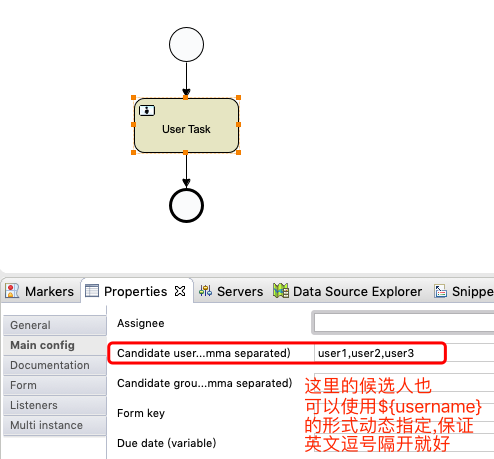 User Task
Markers
Properties
Servers
Data Source Explorer
Snippe
General
Main config
Documentation
Form
Listeners
Multi instance
Assignee
Candidate user...mma separated)
user1,user2,user3
Candidate grou...mma separated)
Form key
Due date (variable)
这里的候选人也
可以使用${username}
的形式动态指定,保证
英文逗号隔开就好